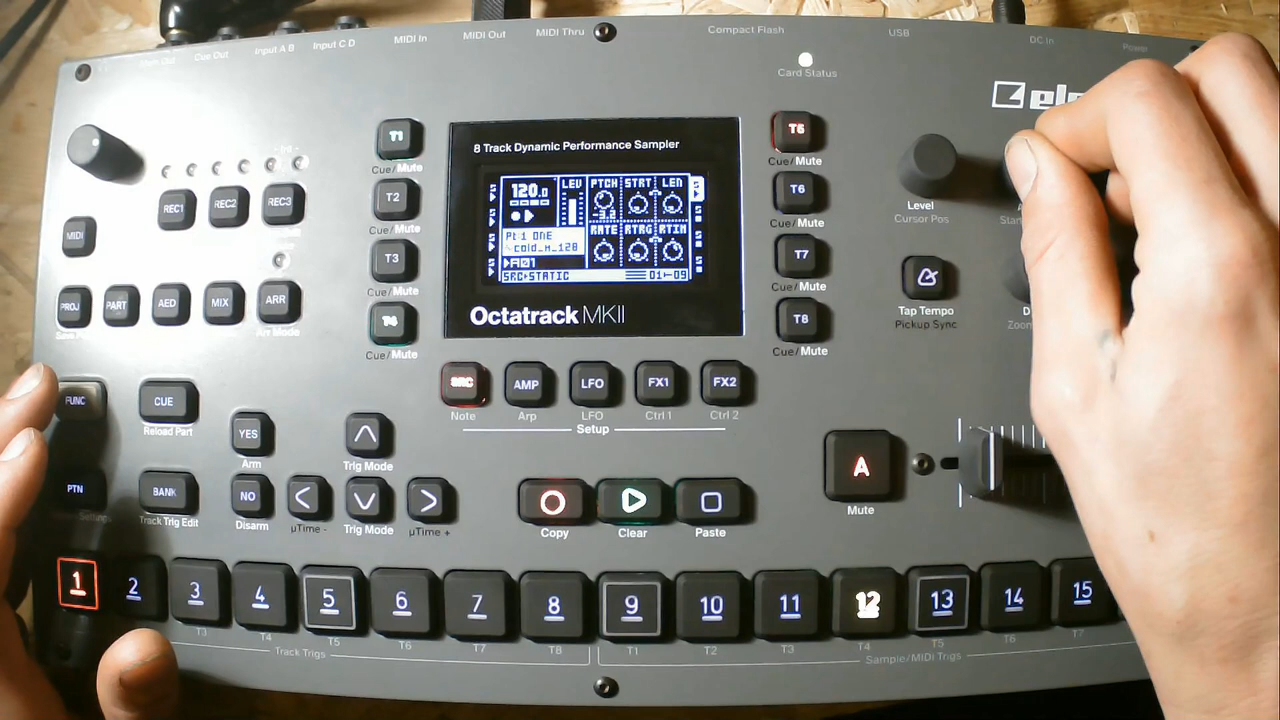 Main Out
Cue Out
Input A B
Input C D
MIDI In
MIDI Out
MIDI Thru
Compact Flash
USB
DC In
Power
Card Status
ele
8 Track Dynamic Performance Sampler
T1
Cue/Mute
T2
Cue/Mute
T3
Cue/Mute
T4
Cue/Mute
T5
Cue/Mute
T6
Cue/Mute
T7
Cue/Mute
T8
Cue/Mute
REC1
REC2
REC3
MIDI
PROJ
PART
AED
MIX
ARR
Arr Mode
120.0
LEV
PTCH
STRT
LEN
-3.2
RATE
RTRG
RTIM
Pt 1 ONE
cold_H_128
A01
SRC STATIC
01 09
Octatrack MKII
Level
Cursor Pos
Tap Tempo
Pickup Sync
FUNC
CUE
Reload Part
YES
Arm
Trig Mode
SRC
Note
AMP
Arp
LFO
LFO
FX1
Ctrl 1
FX2
Ctrl 2
Setup
PTN
BANK
Track Trig Edit
NO
Disarm
µTime -
Trig Mode
µTime +
Copy
Clear
Paste
A
Mute
1
2
3
4
5
6
7
8
9
10
11
12
13
14
15
T3
T4
T5
T6
T7
T8
T1
T2
T3
T4
T5
T6
T7
Track Trigs
Sample/MIDI Trigs